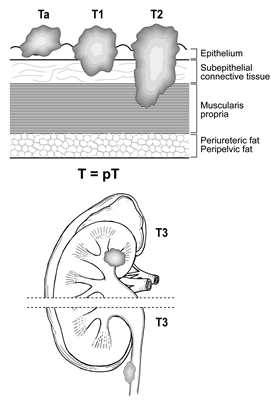 Ta T1 T2
Epithelium
Subepithelial
connective tissue
Muscularis
propria
Periureteric fat
Peripelvic fat
T = pT
T3
T3